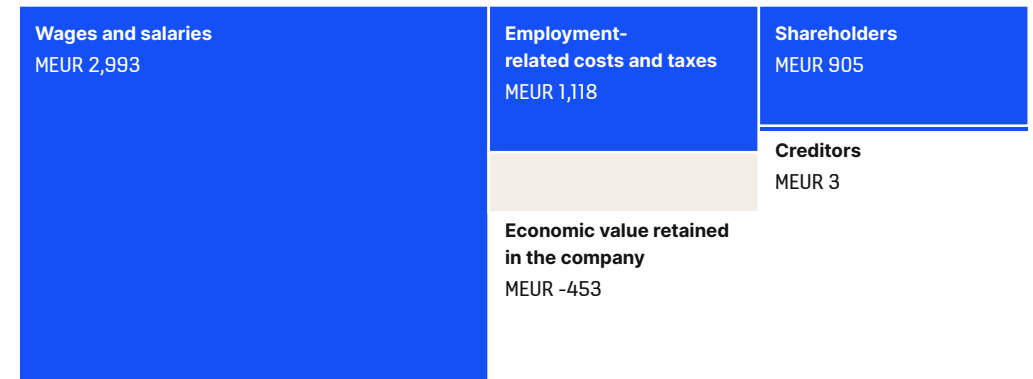 Wages and salaries
MEUR 2,993
Employment-
related costs and taxes
MEUR 1,118
Shareholders
MEUR 905
Creditors
MEUR 3
Economic value retained
in the company
MEUR -453